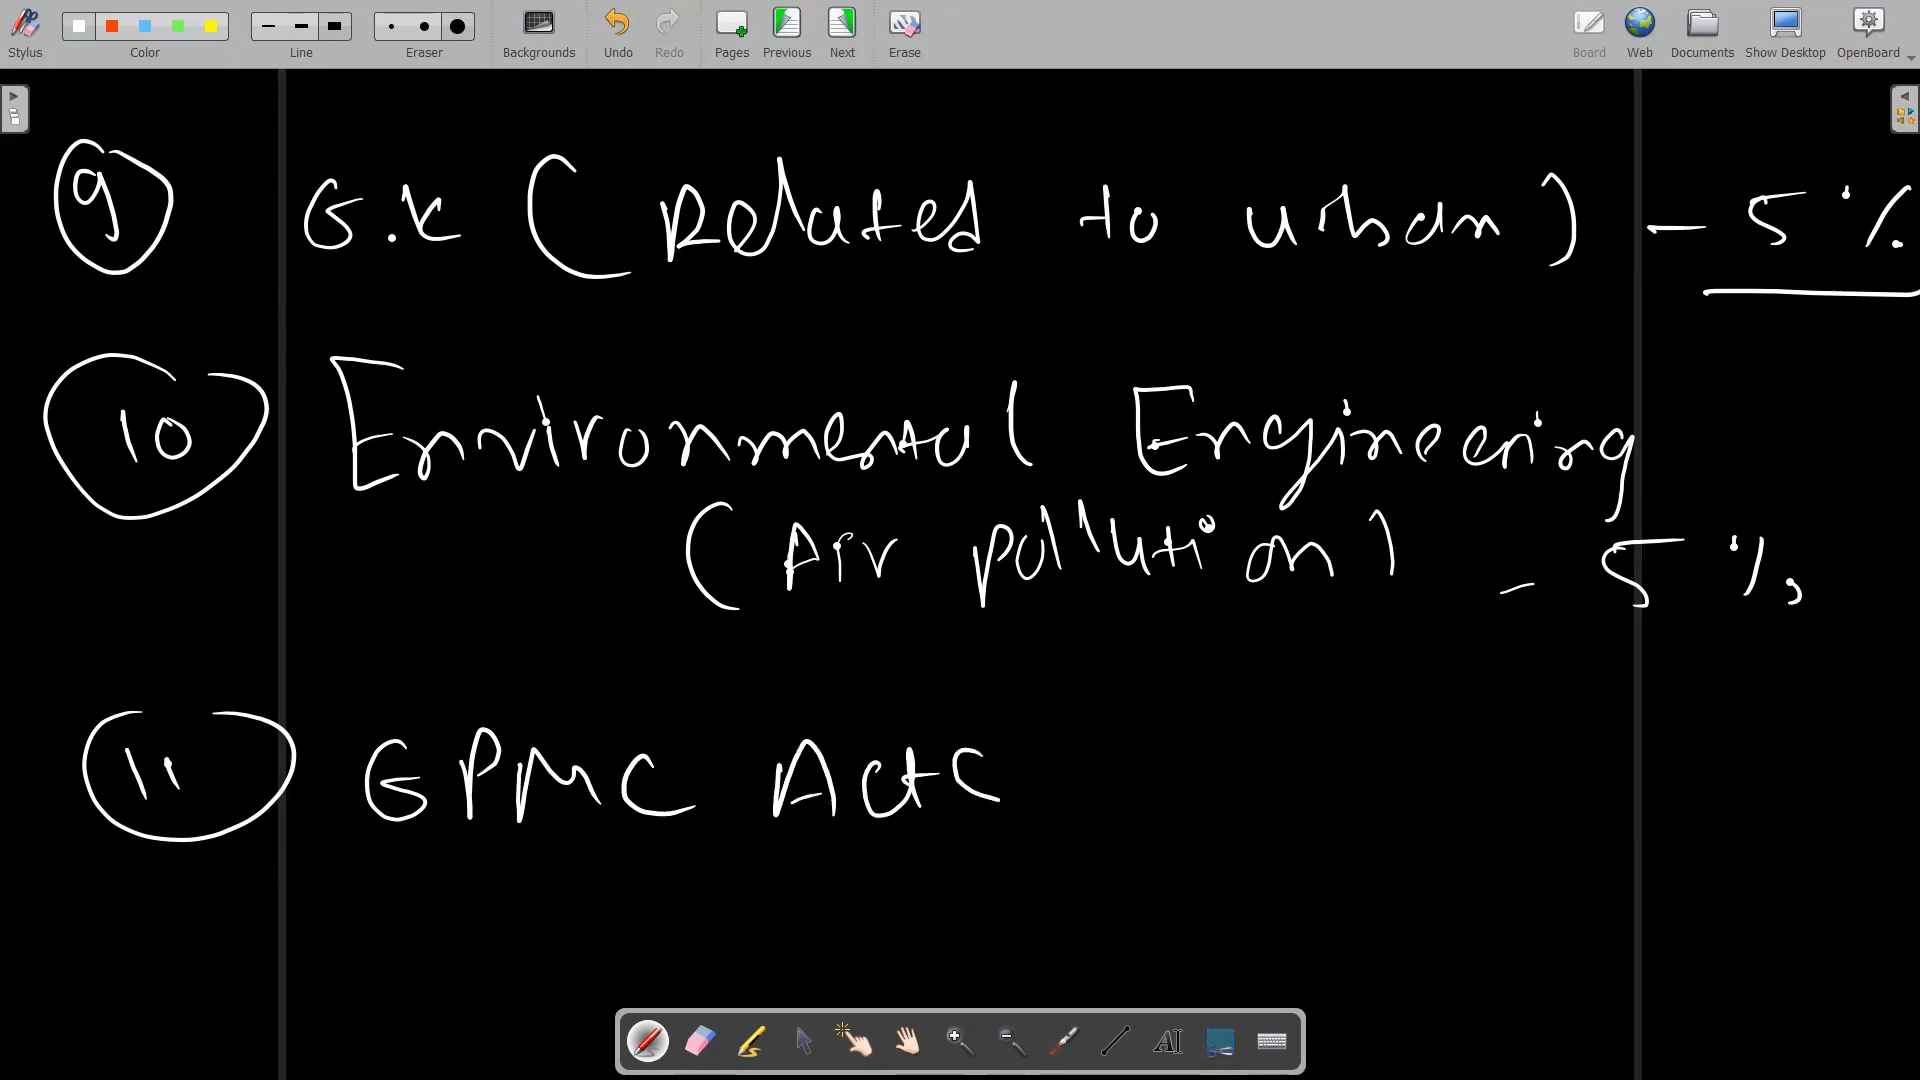 Stylus Color Line Eraser Backgrounds Undo Redo Pages Previous Next Erase Board Web Documents Show Desktop OpenBoard
9 G.K (Related to urban) - 5 %
10 Environmental Engineering
(Air pollution) - 5 %
11 GPMC Act (